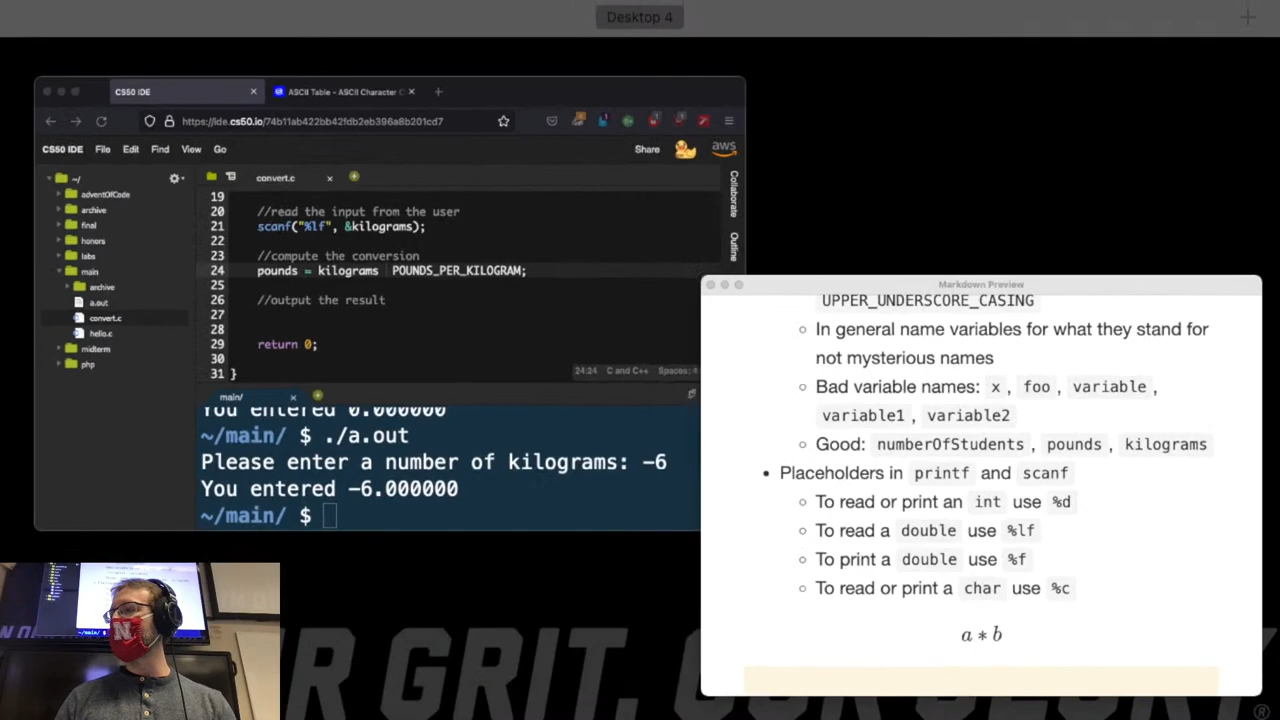 Desktop 4
CS50 IDE
ASCII Table - ASCII Character C
https://ide.cs50.io/74b11ab422bb42fdb2eb396a8b201cd7
CS50 IDE File Edit Find View Go Share aws
~/
adventOfCode
archive
final
honors
labs
main
archive
a.out
convert.c
hello.c
midterm
php
convert.c
19
20 //read the input from the user
21 scanf("%lf", &kilograms);
22
23 //compute the conversion
24 pounds = kilograms POUNDS_PER_KILOGRAM;
25
26 //output the result
27
28
29 return 0;
30
31 }
24:24 C and C++ Spaces:
Collaborate
Outline
main/
You entered 0.000000
~/main/ $ ./a.out
Please enter a number of kilograms: -6
You entered -6.000000
~/main/ $
Markdown Preview
UPPER_UNDERSCORE_CASING
In general name variables for what they stand for
not mysterious names
Bad variable names: x , foo , variable ,
variable1 , variable2
Good: numberOfStudents , pounds , kilograms
Placeholders in printf and scanf
To read or print an int use %d
To read a double use %lf
To print a double use %f
To read or print a char use %c
a ∗ b
N
R GRIT.
®